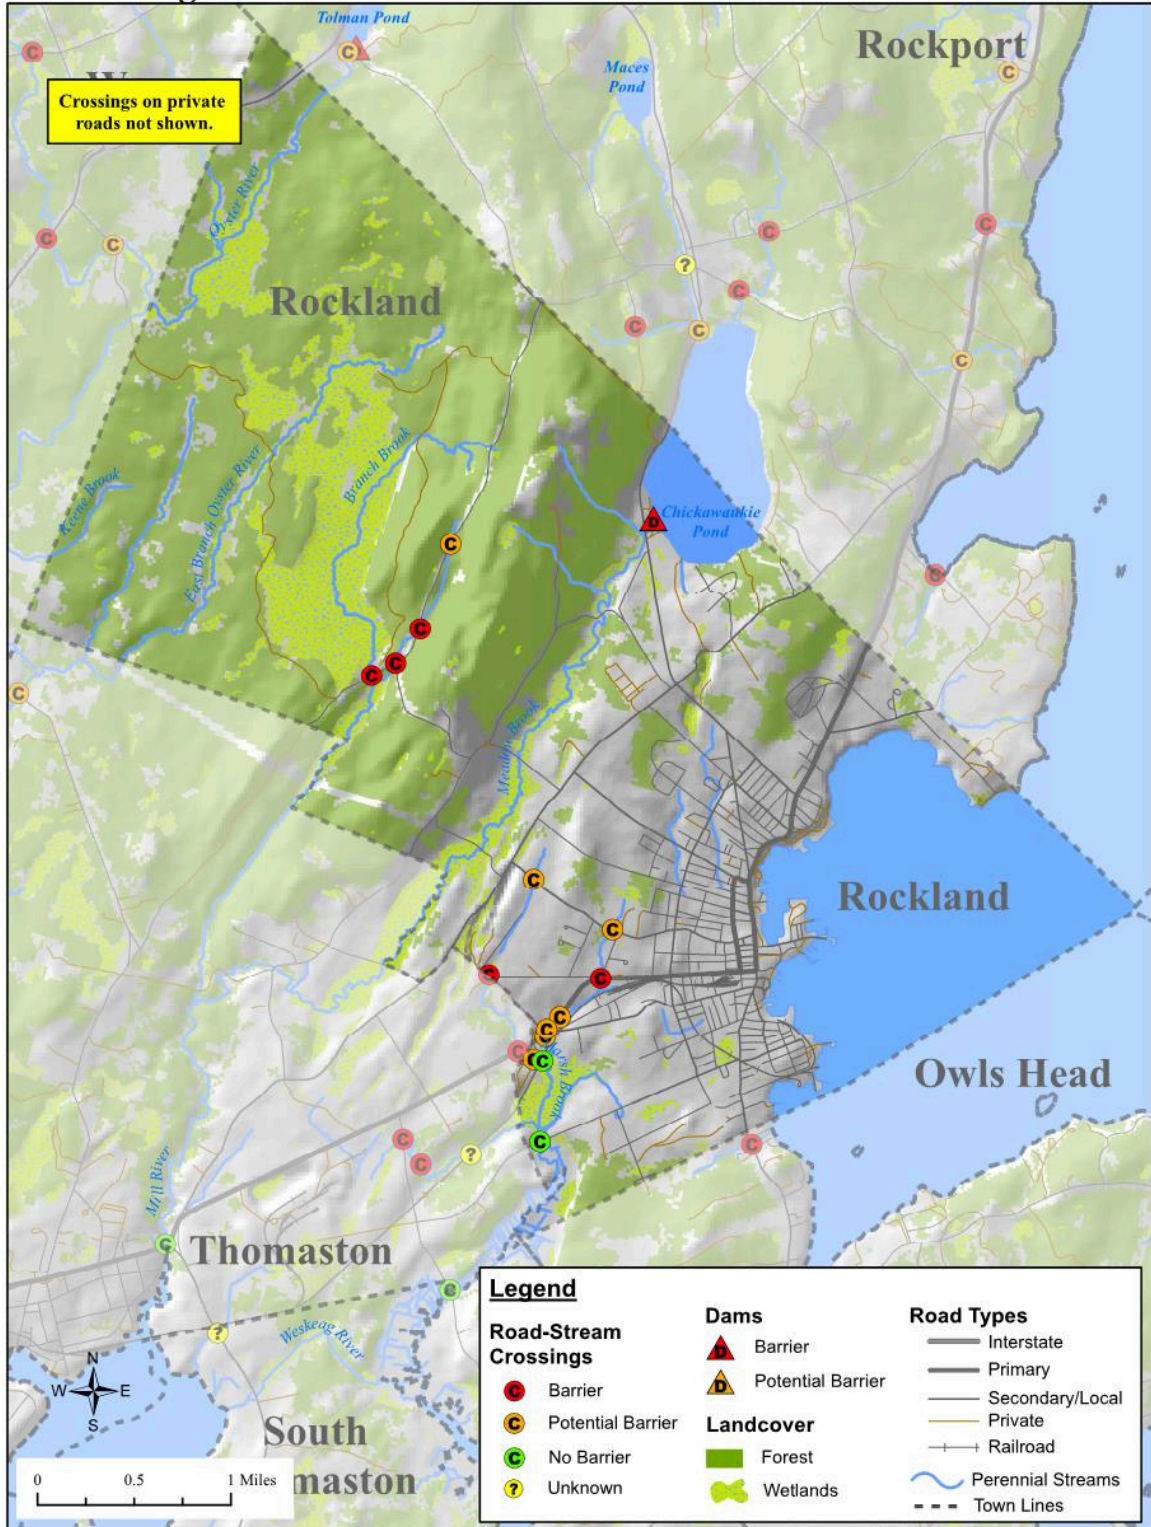 Tolman Pond
Rockport
Maces
Pond
W
Crossings on private
roads not shown.
Oyster River
Rockland
Branch Brook
Keene Brook
East Branch Oyster River
Chickawaukie
Pond
Meadow Brook
Rockland
Marsh Brook
Owls Head
Mill River
Thomaston
Weskeag River
South
maston
N
W E
S
0 0.5 1 Miles
Legend
Road-Stream
Crossings
C Barrier
C Potential Barrier
C No Barrier
? Unknown
Dams
D Barrier
D Potential Barrier
Landcover
Forest
Wetlands
Road Types
Interstate
Primary
Secondary/Local
Private
Railroad
Perennial Streams
Town Lines